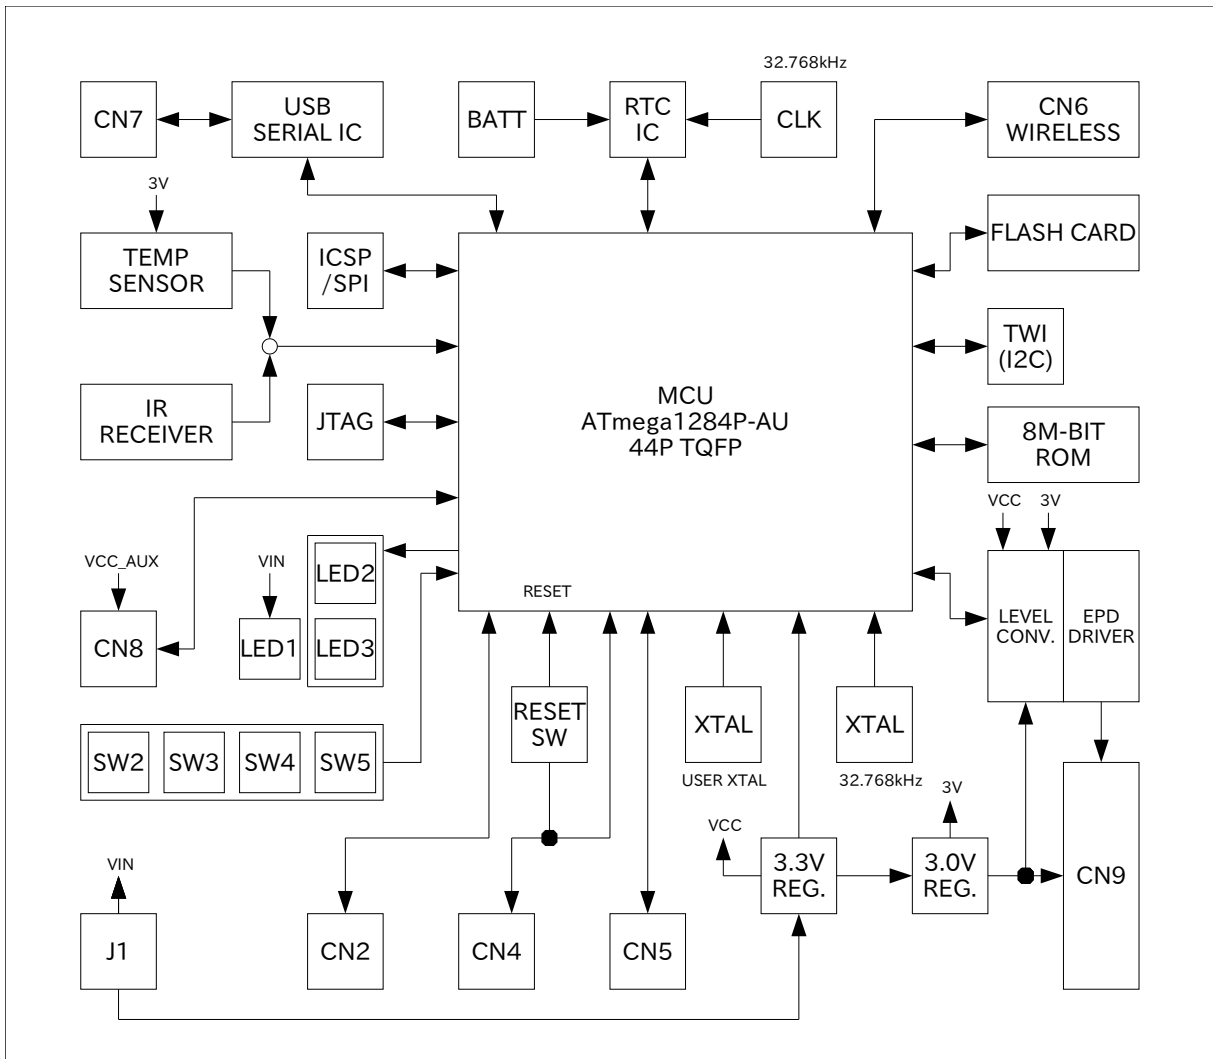 32.768kHz
CN7
USB
SERIAL IC
BATT
RTC
IC
CLK
CN6
WIRELESS
3V
TEMP
SENSOR
ICSP
/SPI
FLASH CARD
TWI
(I2C)
MCU
ATmega1284P-AU
44P TQFP
IR
RECEIVER
JTAG
8M-BIT
ROM
VCC
3V
VCC_AUX
VIN
LED2
RESET
CN8
LED1
LED3
LEVEL
CONV.
EPD
DRIVER
RESET
SW
XTAL
XTAL
SW2
SW3
SW4
SW5
USER XTAL
32.768kHz
3V
VCC
VIN
3.3V
REG.
3.0V
REG.
CN9
J1
CN2
CN4
CN5